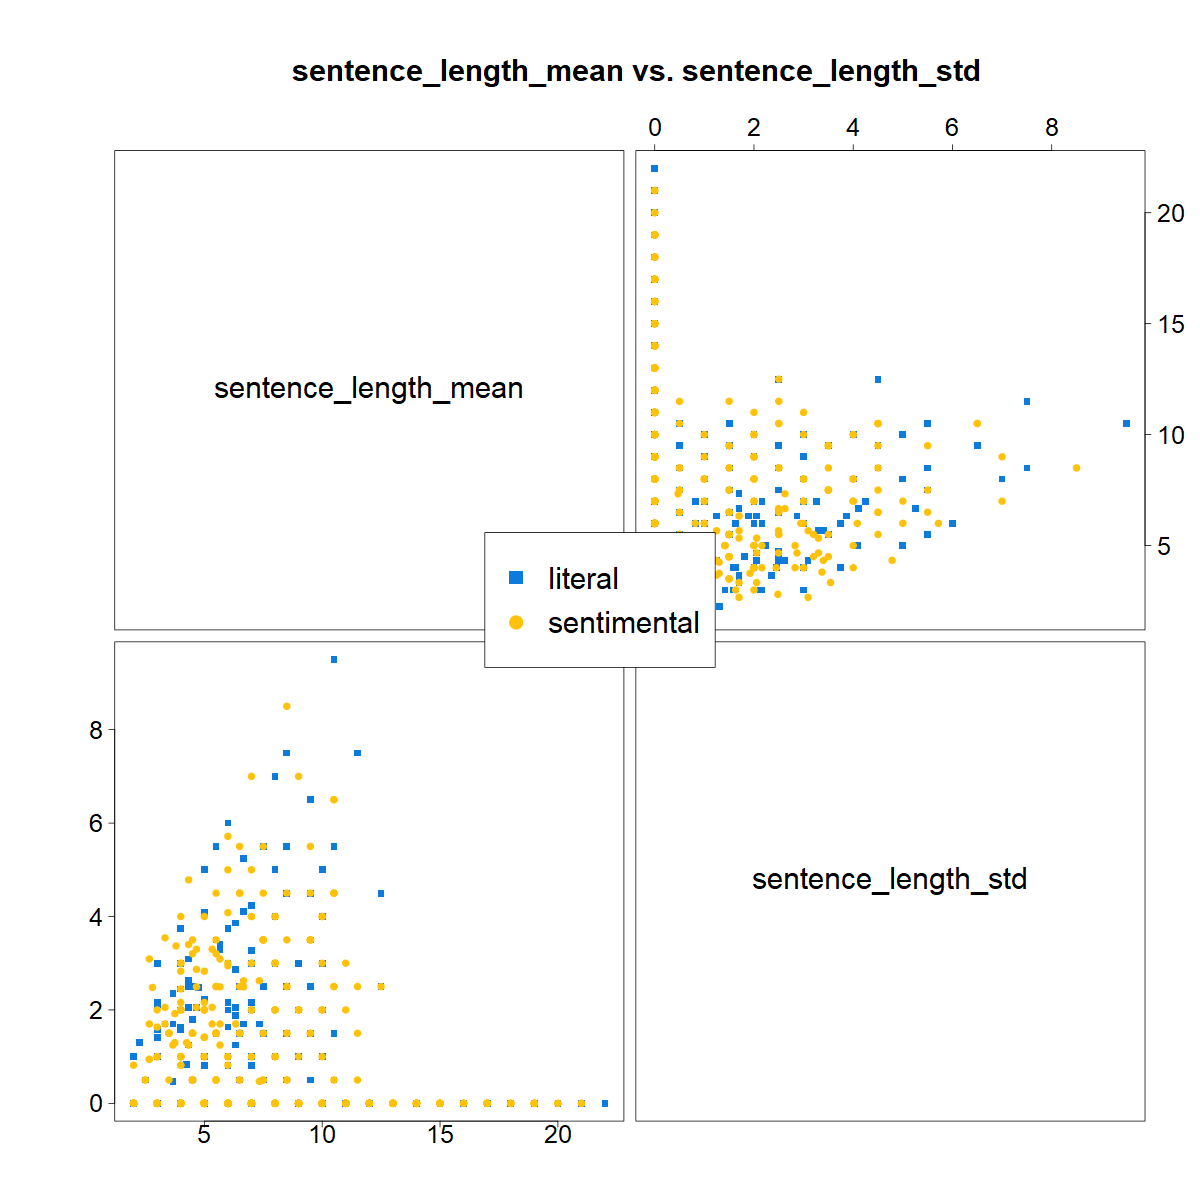 sentence_length_mean vs. sentence_length_std
0 2 4 6 8
sentence_length_mean
20
15
10
5
literal
sentimental
8
6
4
2
0
sentence_length_std
5 10 15 20